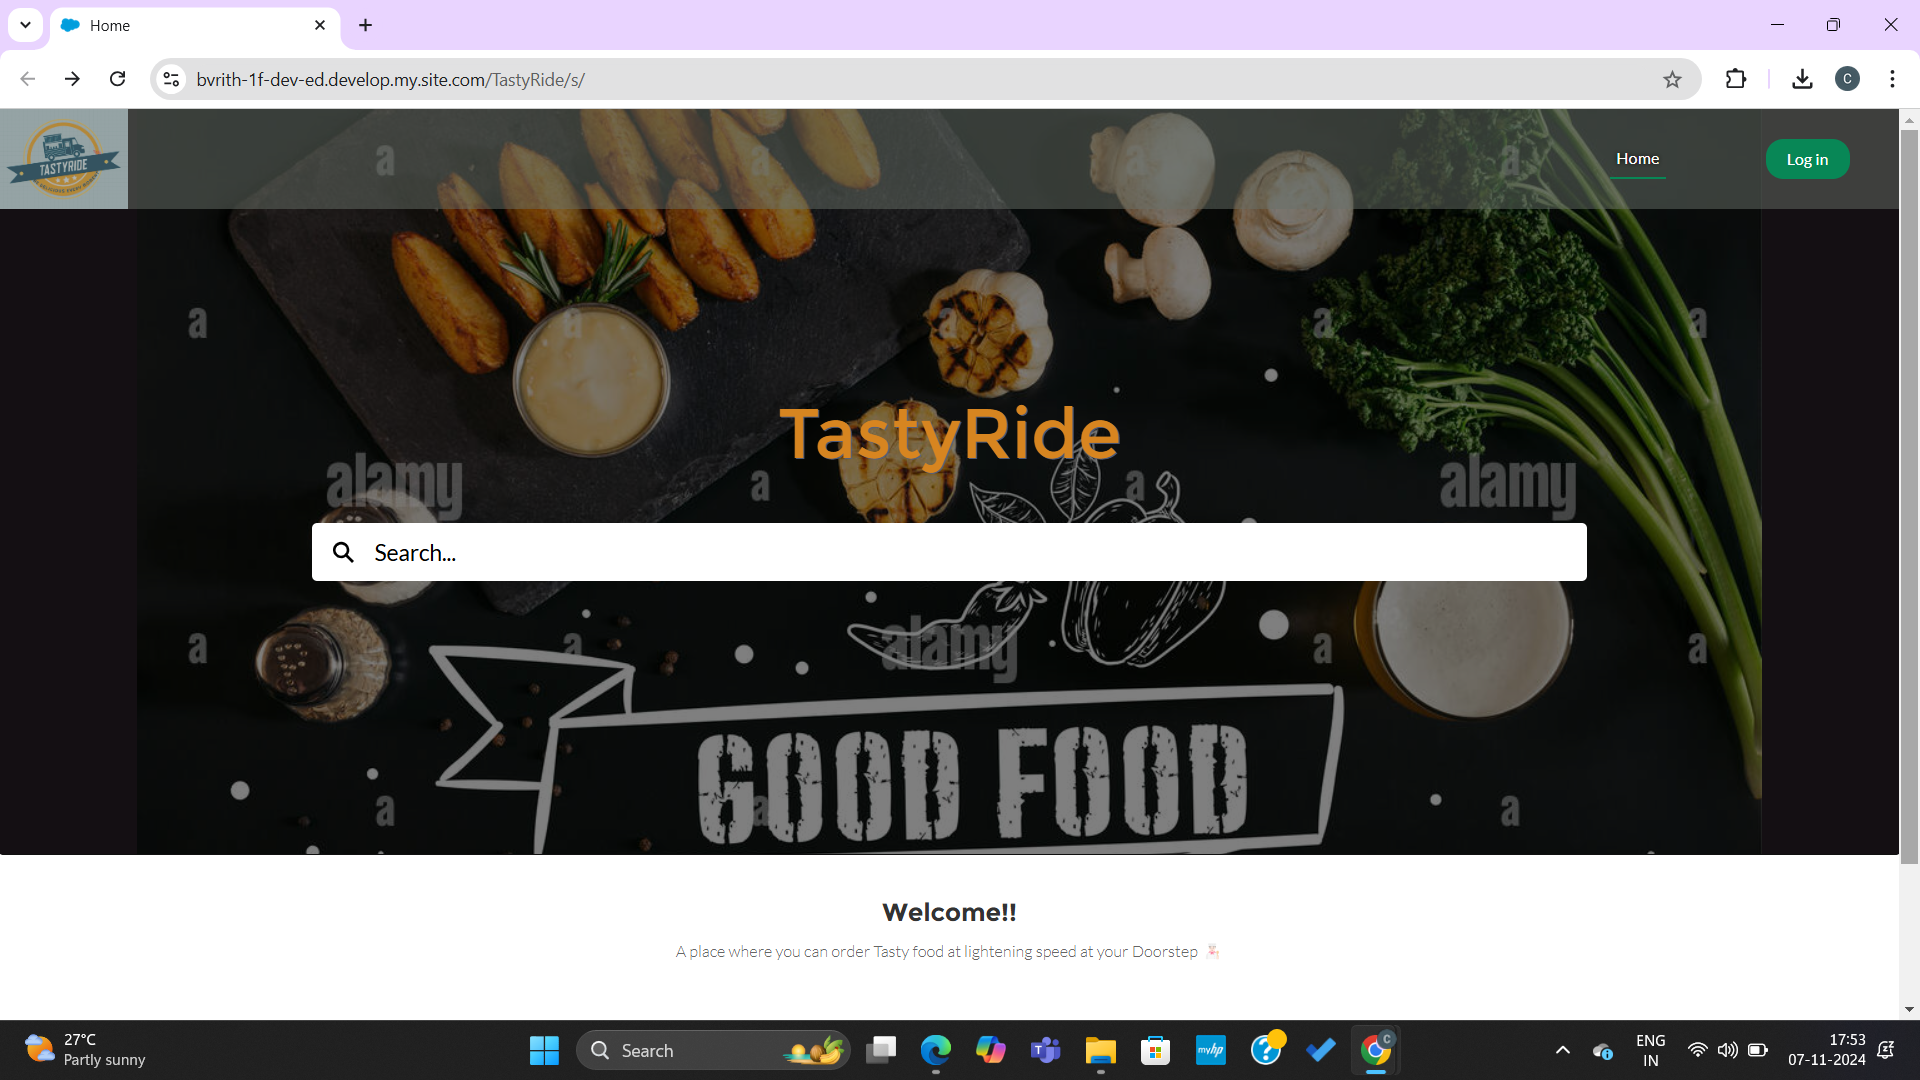 Home
bvrith-1f-dev-ed.develop.my.site.com/TastyRide/s/
C
TASTYRIDE
Home
Log in
a a a a
a a a a a
TastyRide
alamy alamy
a a
Search...
alamy
a a a a
GOOD FOOD
a a a
Welcome!!
A place where you can order Tasty food at lightening speed at your Doorstep
27°C
Partly sunny
Search
T
myhp
?
C
ENG
IN
17:53
07-11-2024